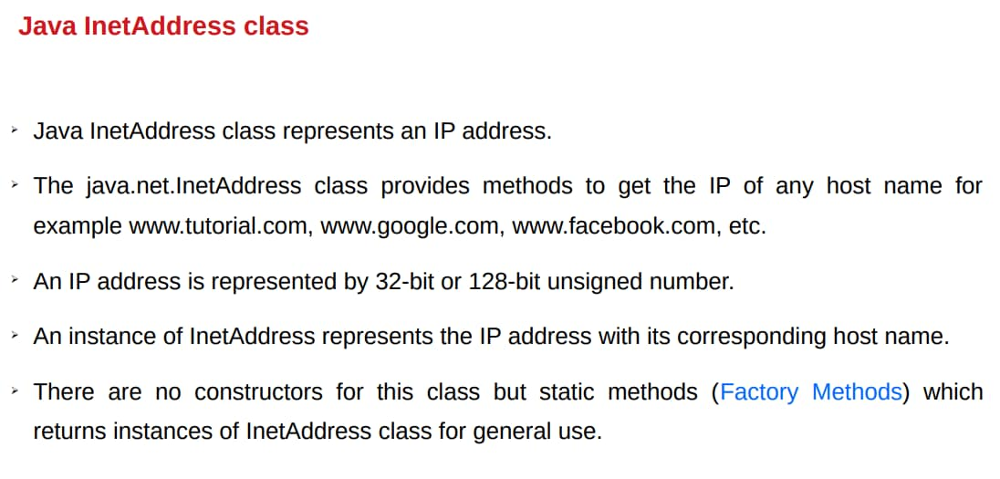 Java InetAddress class
➢ Java InetAddress class represents an IP address.
➢ The java.net.InetAddress class provides methods to get the IP of any host name for
example www.tutorial.com, www.google.com, www.facebook.com, etc.
➢ An IP address is represented by 32-bit or 128-bit unsigned number.
➢ An instance of InetAddress represents the IP address with its corresponding host name.
➢ There are no constructors for this class but static methods (Factory Methods) which
returns instances of InetAddress class for general use.